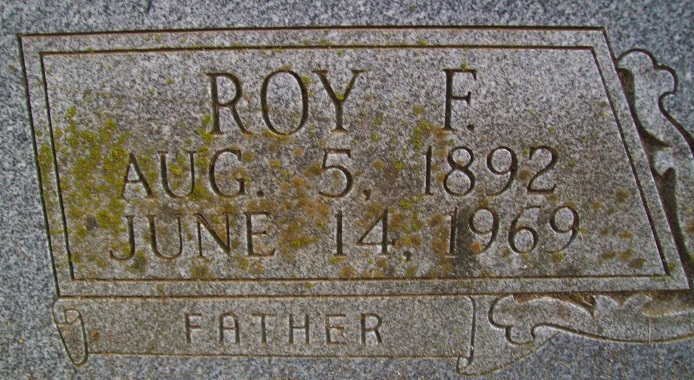 ROY F.
AUG. 5, 1892
JUNE 14, 1969
FATHER